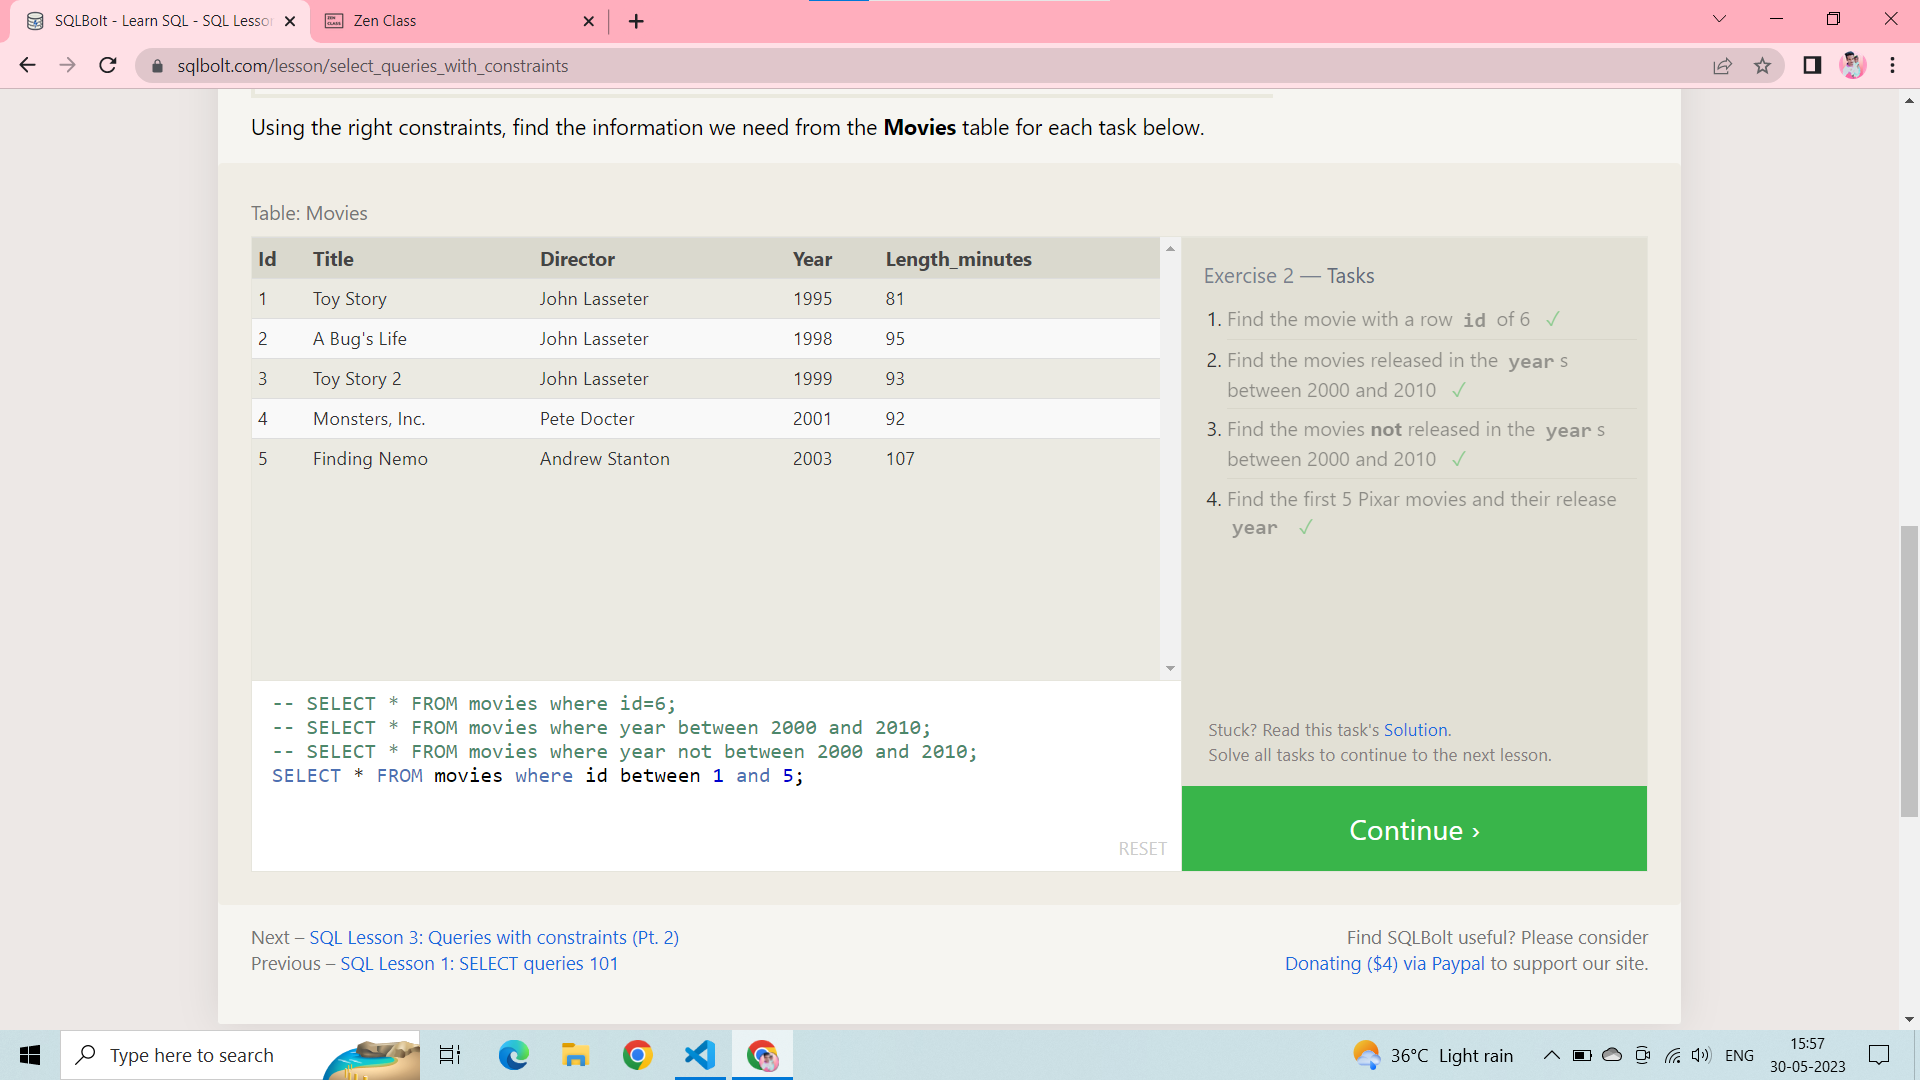 SQLBolt - Learn SQL - SQL Lesson
Zen Class
sqlbolt.com/lesson/select_queries_with_constraints
Using the right constraints, find the information we need from the Movies table for each task below.
Table: Movies
Id Title Director Year Length_minutes
1 Toy Story John Lasseter 1995 81
2 A Bug's Life John Lasseter 1998 95
3 Toy Story 2 John Lasseter 1999 93
4 Monsters, Inc. Pete Docter 2001 92
5 Finding Nemo Andrew Stanton 2003 107
-- SELECT * FROM movies where id=6;
-- SELECT * FROM movies where year between 2000 and 2010;
-- SELECT * FROM movies where year not between 2000 and 2010;
SELECT * FROM movies where id between 1 and 5;
RESET
Exercise 2 — Tasks
1. Find the movie with a row id of 6 ✓
2. Find the movies released in the year s
between 2000 and 2010 ✓
3. Find the movies not released in the year s
between 2000 and 2010 ✓
4. Find the first 5 Pixar movies and their release
year ✓
Stuck? Read this task's Solution.
Solve all tasks to continue to the next lesson.
Continue ›
Next – SQL Lesson 3: Queries with constraints (Pt. 2)
Previous – SQL Lesson 1: SELECT queries 101
Find SQLBolt useful? Please consider
Donating ($4) via Paypal to support our site.
Type here to search
36°C Light rain
ENG
15:57
30-05-2023